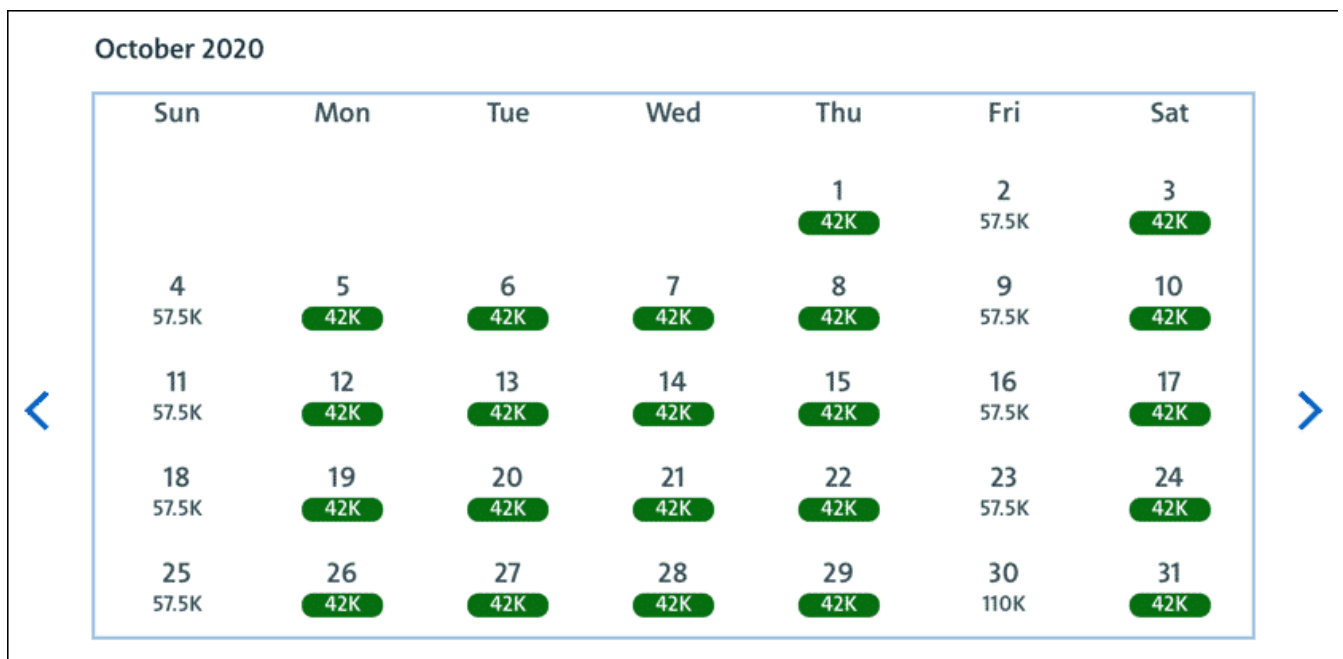 October 2020
Sun Mon Tue Wed Thu Fri Sat
1 2 3
42K 57.5K 42K
4 5 6 7 8 9 10
57.5K 42K 42K 42K 42K 57.5K 42K
11 12 13 14 15 16 17
57.5K 42K 42K 42K 42K 57.5K 42K
18 19 20 21 22 23 24
57.5K 42K 42K 42K 42K 57.5K 42K
25 26 27 28 29 30 31
57.5K 42K 42K 42K 42K 110K 42K